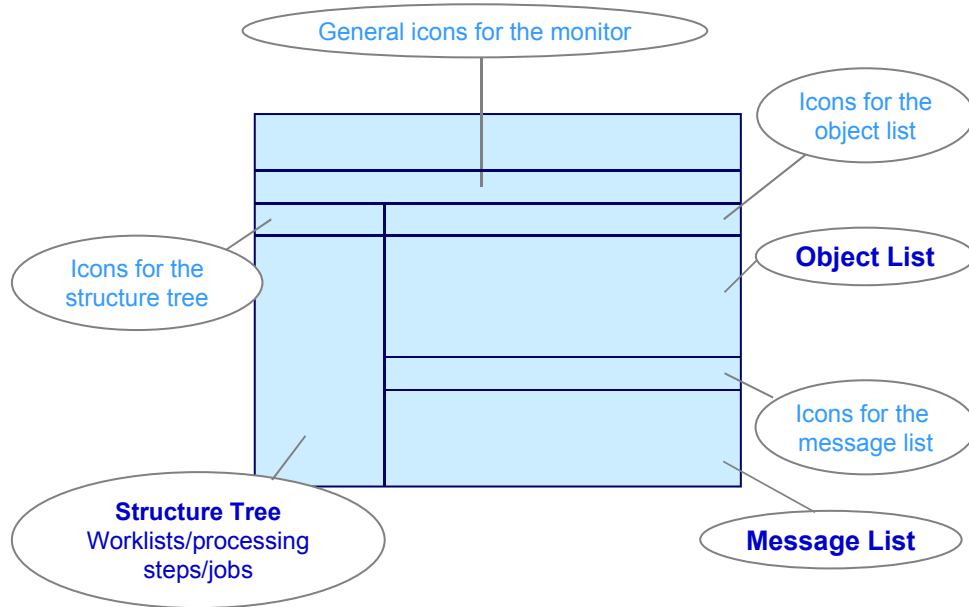 General icons for the monitor
Icons for the
object list
Icons for the
structure tree
Object List
Icons for the
message list
Structure Tree
Worklists/processing
steps/jobs
Message List